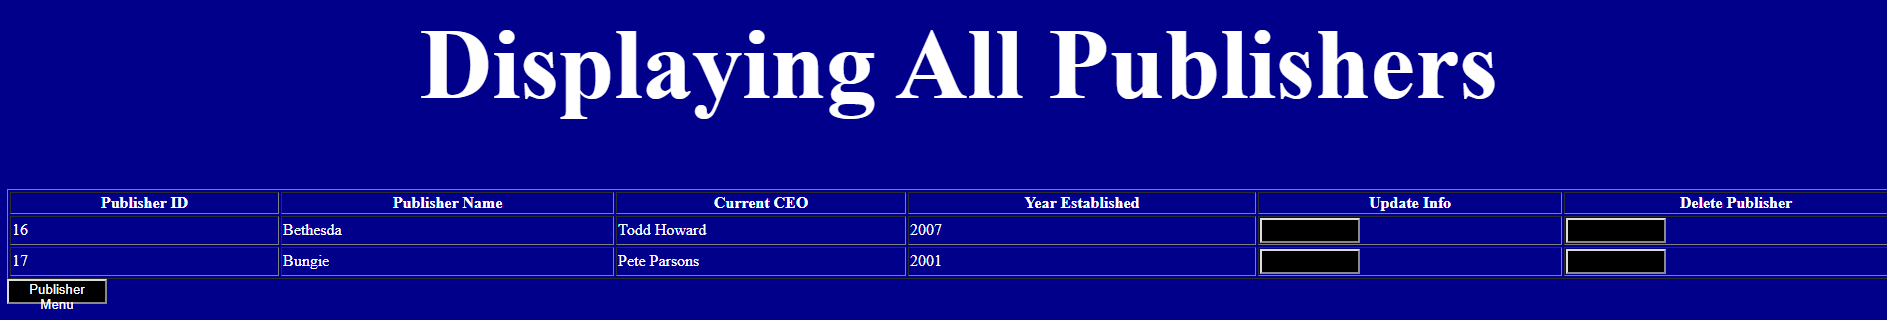 Displaying All Publishers
Publisher ID Publisher Name Current CEO Year Established Update Info Delete Publisher
16 Bethesda Todd Howard 2007
17 Bungie Pete Parsons 2001
Publisher
Menu